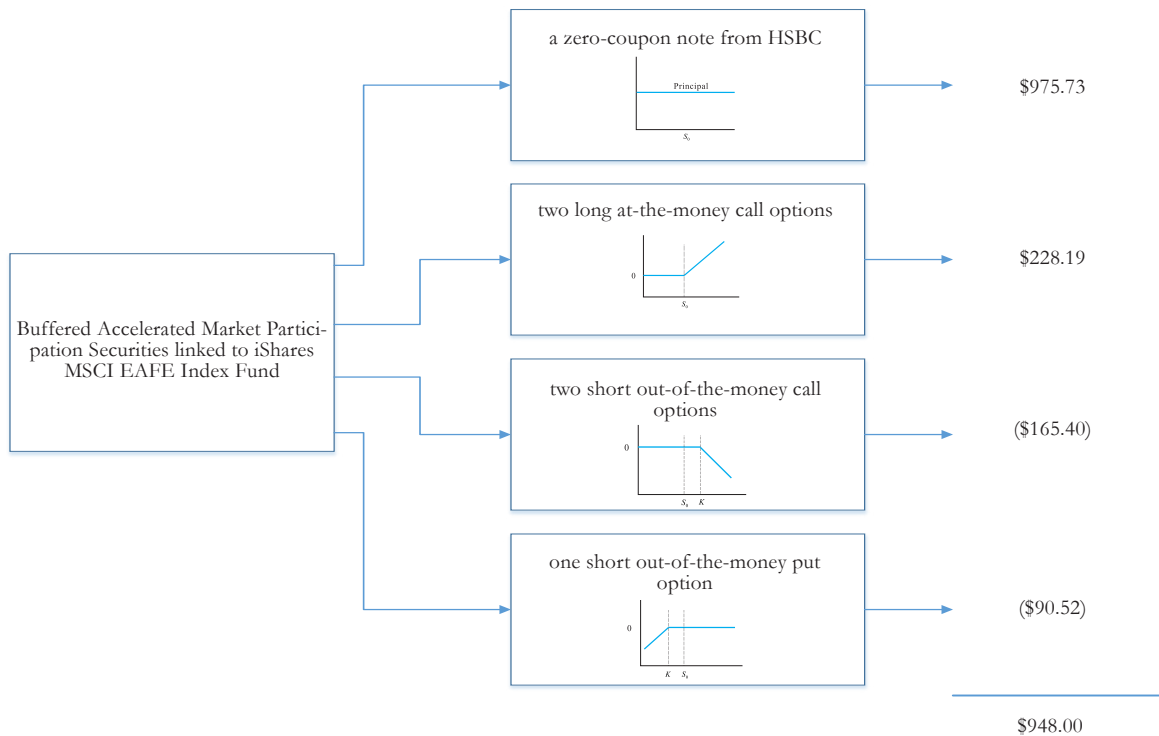 a zero-coupon note from HSBC
Principal
S₀
$975.73
two long at-the-money call options
0
S₀
$228.19
Buffered Accelerated Market Partici-
pation Securities linked to iShares
MSCI EAFE Index Fund
two short out-of-the-money call
options
0
S₀ K
($165.40)
one short out-of-the-money put
option
0
K S₀
($90.52)
$948.00